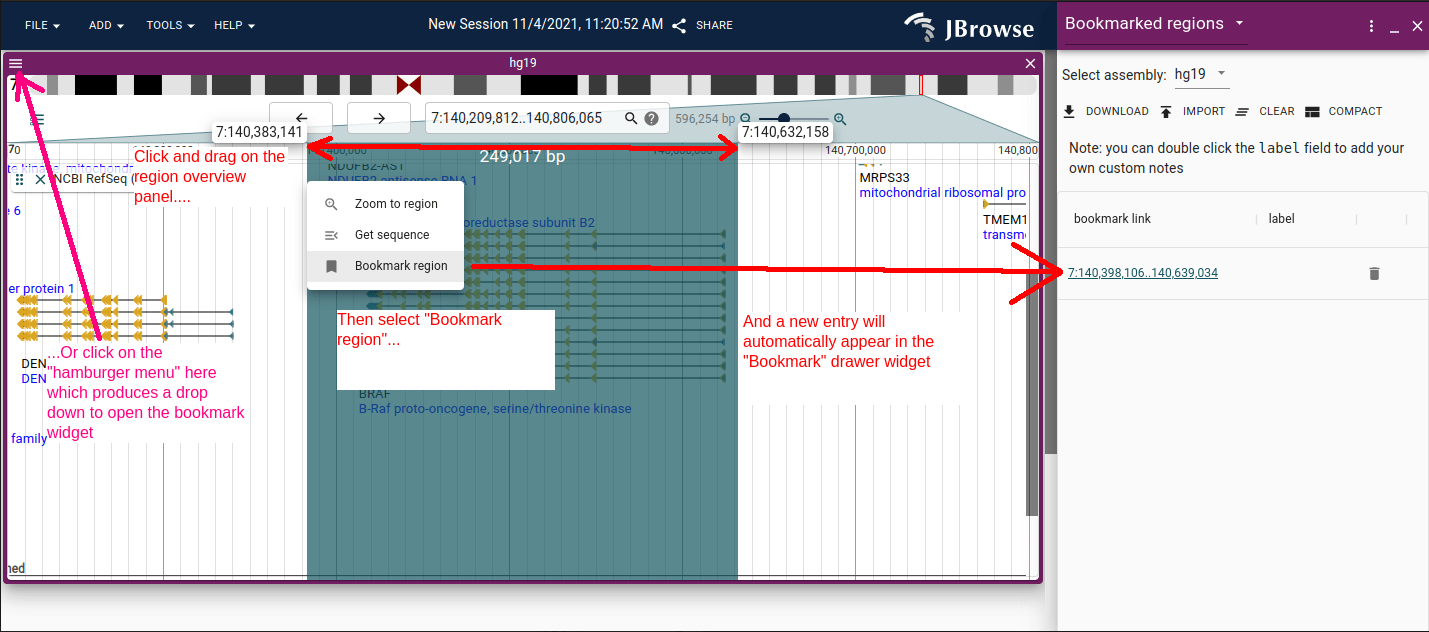 FILE ADD TOOLS HELP
New Session 11/4/2021, 11:20:52 AM SHARE
JBrowse
hg19
7:140,209,812..140,806,065
596,254 bp
7:140,383,141
7:140,632,158
249,017 bp
140,700,000
140,800
NCBI RefSeq (
Click and drag on the
region overview
panel....
NDUFB2-AS1
NDUFB2 antisense RNA 1
MRPS33
mitochondrial ribosomal pro
TMEM1
transm
e 6
Zoom to region
Get sequence
Bookmark region
oreductase subunit B2
er protein 1
Then select "Bookmark
region"...
And a new entry will
automatically appear in the
"Bookmark" drawer widget
DEN
DEN
...Or click on the
"hamburger menu" here
which produces a drop
down to open the bookmark
widget
family
BRAF
B-Raf proto-oncogene, serine/threonine kinase
Bookmarked regions
Select assembly: hg19
DOWNLOAD IMPORT CLEAR COMPACT
Note: you can double click the label field to add your
own custom notes
bookmark link label
7:140,398,106..140,639,034